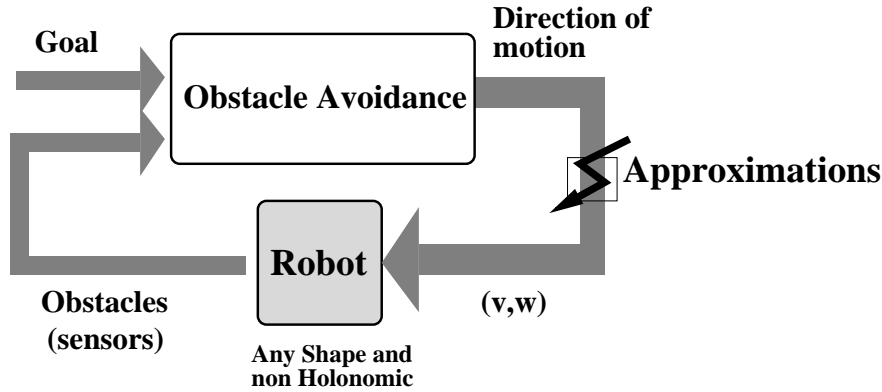 Goal
Direction of
motion
Obstacle Avoidance
Approximations
Robot
Obstacles
(sensors)
(v,w)
Any Shape and
non Holonomic